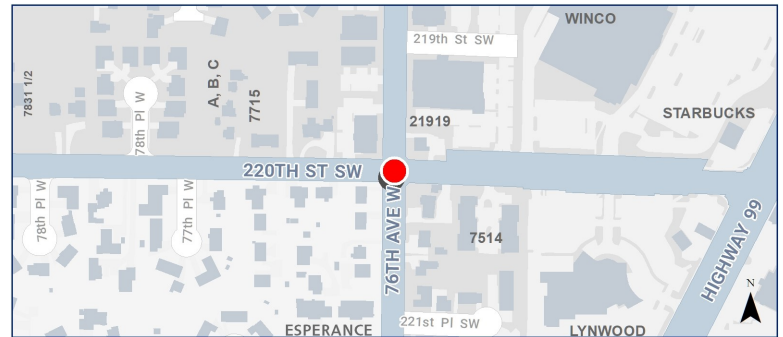 WINCO
219th St SW
7831 1/2
78th Pl W
A, B, C
7715
21919
STARBUCKS
220TH ST SW
78th Pl W
77th Pl W
76TH AVE W
7514
HIGHWAY 99
N
ESPERANCE
221st Pl SW
LYNWOOD